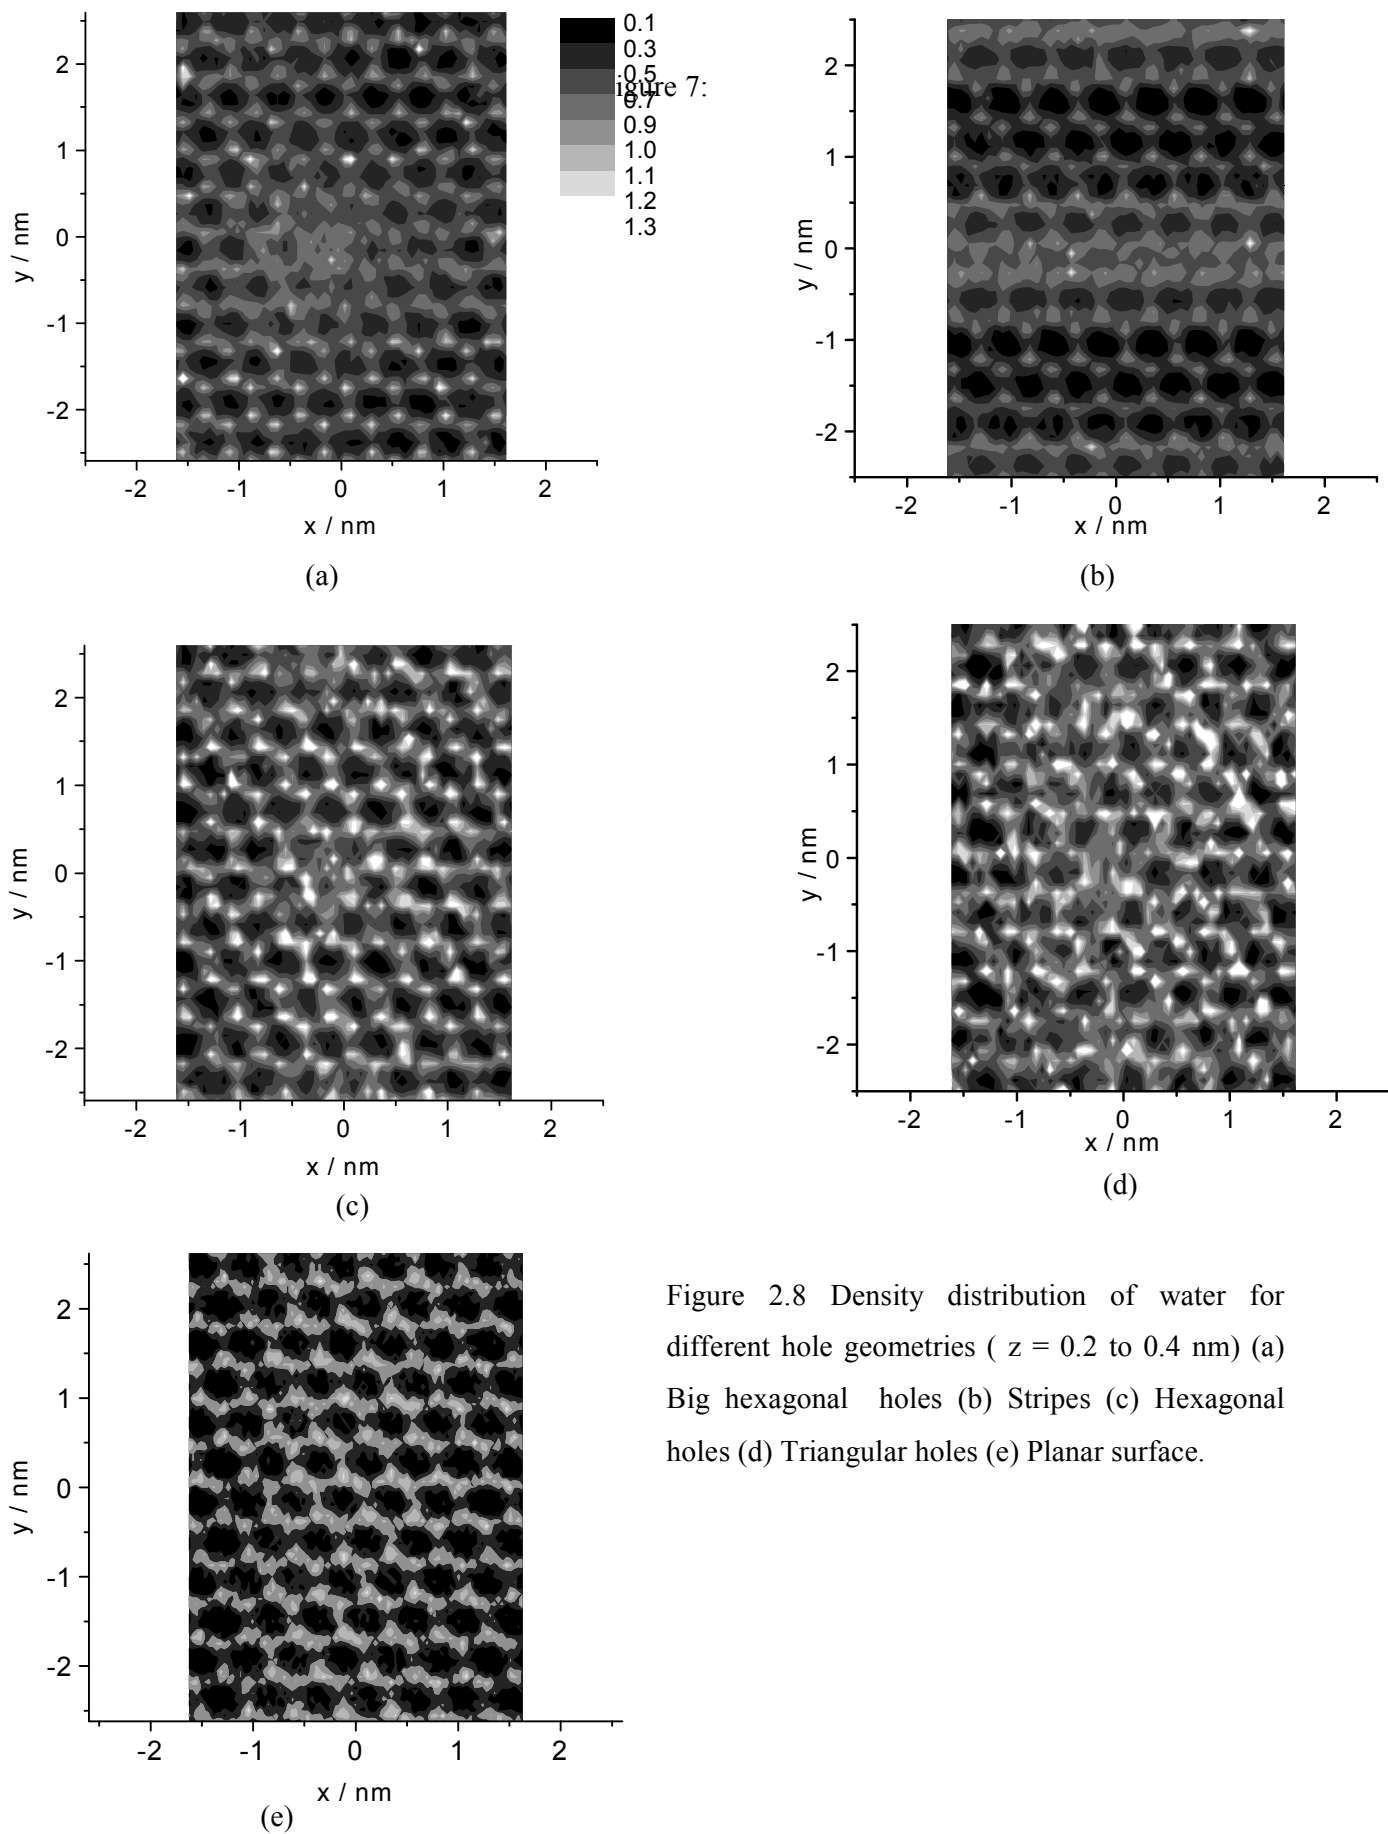 2
1
0
-1
-2
y / nm
-2
-1
0
1
2
x / nm
(a)
0.1
0.3
0.5
0.7
0.9
1.0
1.1
1.2
1.3
igure 7:
2
1
0
-1
-2
y / nm
-2
-1
0
1
2
x / nm
(b)
2
1
0
-1
-2
y / nm
-2
-1
0
1
2
x / nm
(c)
2
1
0
-1
-2
y / nm
-2
-1
0
1
2
x / nm
(d)
2
1
0
-1
-2
y / nm
-2
-1
0
1
2
x / nm
(e)
Figure 2.8 Density distribution of water for
different hole geometries ( z = 0.2 to 0.4 nm) (a)
Big hexagonal holes (b) Stripes (c) Hexagonal
holes (d) Triangular holes (e) Planar surface.